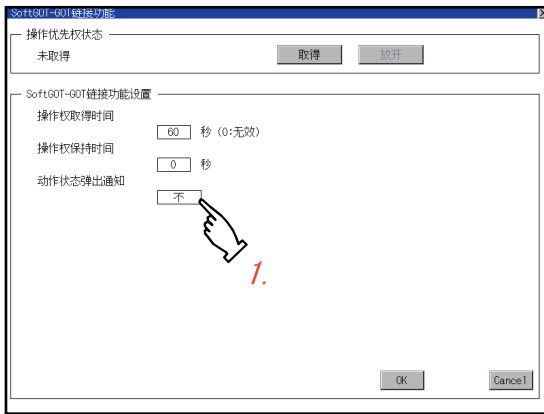 SoftGOT-GOT链接功能
操作优先权状态
未取得 取得 放开
SoftGOT-GOT链接功能设置
操作权取得时间
60 秒 (0:无效)
操作权保持时间
0 秒
动作状态弹出通知
不
1.
OK Cancel